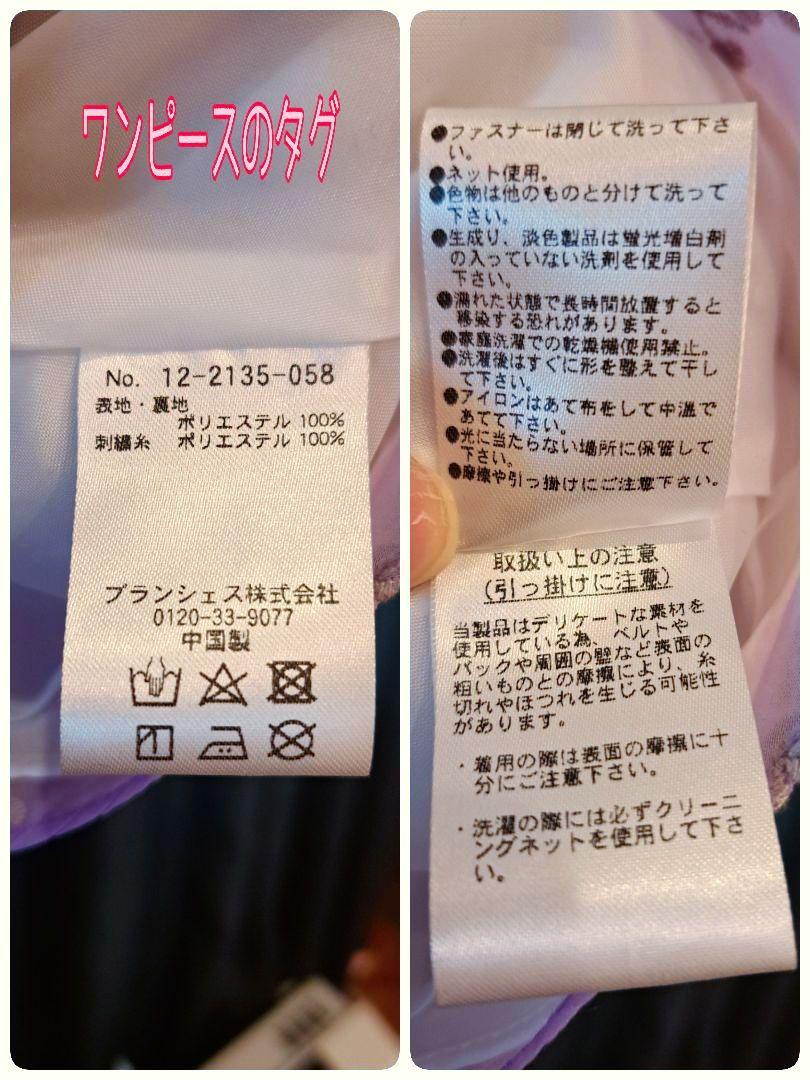 ワンピースのタグ
No. 12-2135-058
表地・裏地
ポリエステル 100%
刺繍糸 ポリエステル 100%
ブランシェス株式会社
0120-33-9077
中国製
●ファスナーは閉じて洗って下さ
い。
●ネット使用。
●色物は他のものと分けて洗って
下さい。
●生成り、淡色製品は蛍光増白剤
の入っていない洗剤を使用して
下さい。
●濡れた状態で長時間放置すると
移染する恐れがあります。
●家庭洗濯での乾燥機使用禁止。
●洗濯後はすぐに形を整えて干し
て下さい。
●アイロンはあて布をして中温で
あてて下さい。
●光に当たらない場所に保管して
下さい。
●摩擦や引っ掛けにご注意下さい。
取扱い上の注意
(引っ掛けに注意)
当製品はデリケートな素材を
使用している為、ベルトや
バックや周囲の壁など表面の
粗いものとの摩擦により、糸
切れやほつれを生じる可能性
があります。
・着用の際は表面の摩擦に十
分にご注意下さい。
・洗濯の際には必ずクリーニ
ングネットを使用して下さ
い。